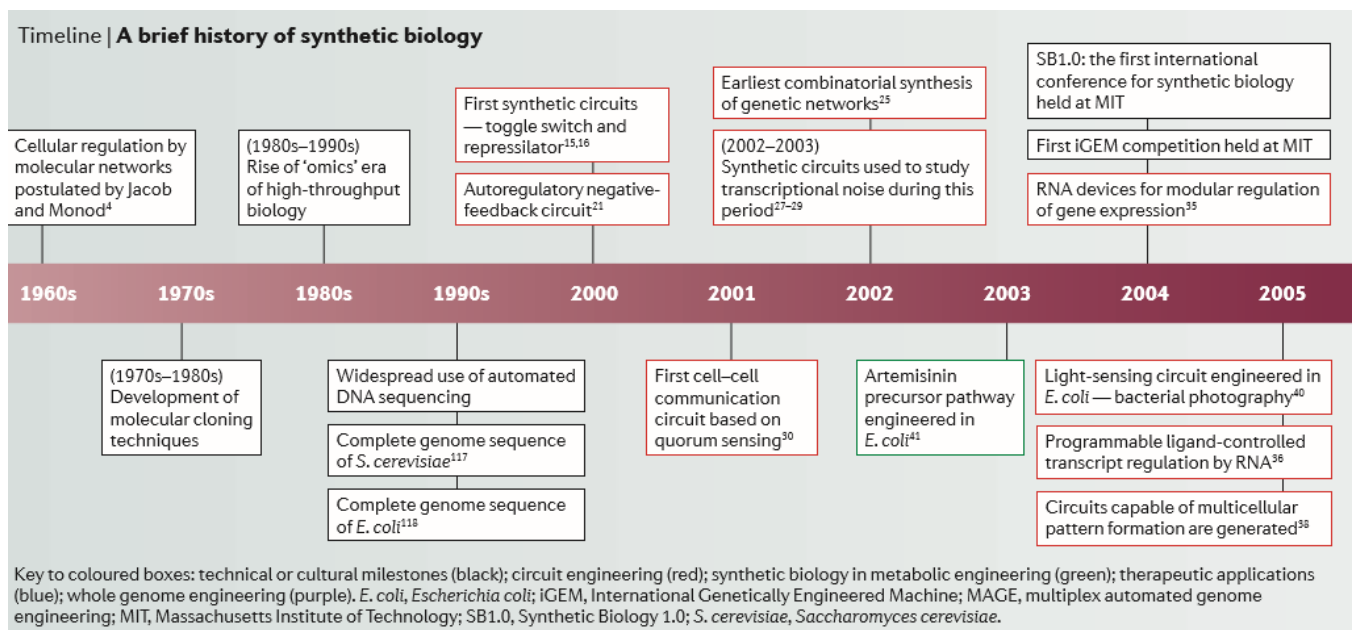 Timeline | A brief history of synthetic biology
Cellular regulation by
molecular networks
postulated by Jacob
and Monod4
(1980s–1990s)
Rise of ‘omics’ era
of high-throughput
biology
First synthetic circuits
— toggle switch and
repressilator15,16
Autoregulatory negative-
feedback circuit21
Earliest combinatorial synthesis
of genetic networks25
(2002–2003)
Synthetic circuits used to study
transcriptional noise during this
period27–29
SB1.0: the first international
conference for synthetic biology
held at MIT
First iGEM competition held at MIT
RNA devices for modular regulation
of gene expression35
1960s 1970s 1980s 1990s 2000 2001 2002 2003 2004 2005
(1970s–1980s)
Development of
molecular cloning
techniques
Widespread use of automated
DNA sequencing
Complete genome sequence
of S. cerevisiae117
Complete genome sequence
of E. coli118
First cell–cell
communication
circuit based on
quorum sensing30
Artemisinin
precursor pathway
engineered in
E. coli41
Light-sensing circuit engineered in
E. coli — bacterial photography40
Programmable ligand-controlled
transcript regulation by RNA36
Circuits capable of multicellular
pattern formation are generated38
Key to coloured boxes: technical or cultural milestones (black); circuit engineering (red); synthetic biology in metabolic engineering (green); therapeutic applications
(blue); whole genome engineering (purple). E. coli, Escherichia coli; iGEM, International Genetically Engineered Machine; MAGE, multiplex automated genome
engineering; MIT, Massachusetts Institute of Technology; SB1.0, Synthetic Biology 1.0; S. cerevisiae, Saccharomyces cerevisiae.